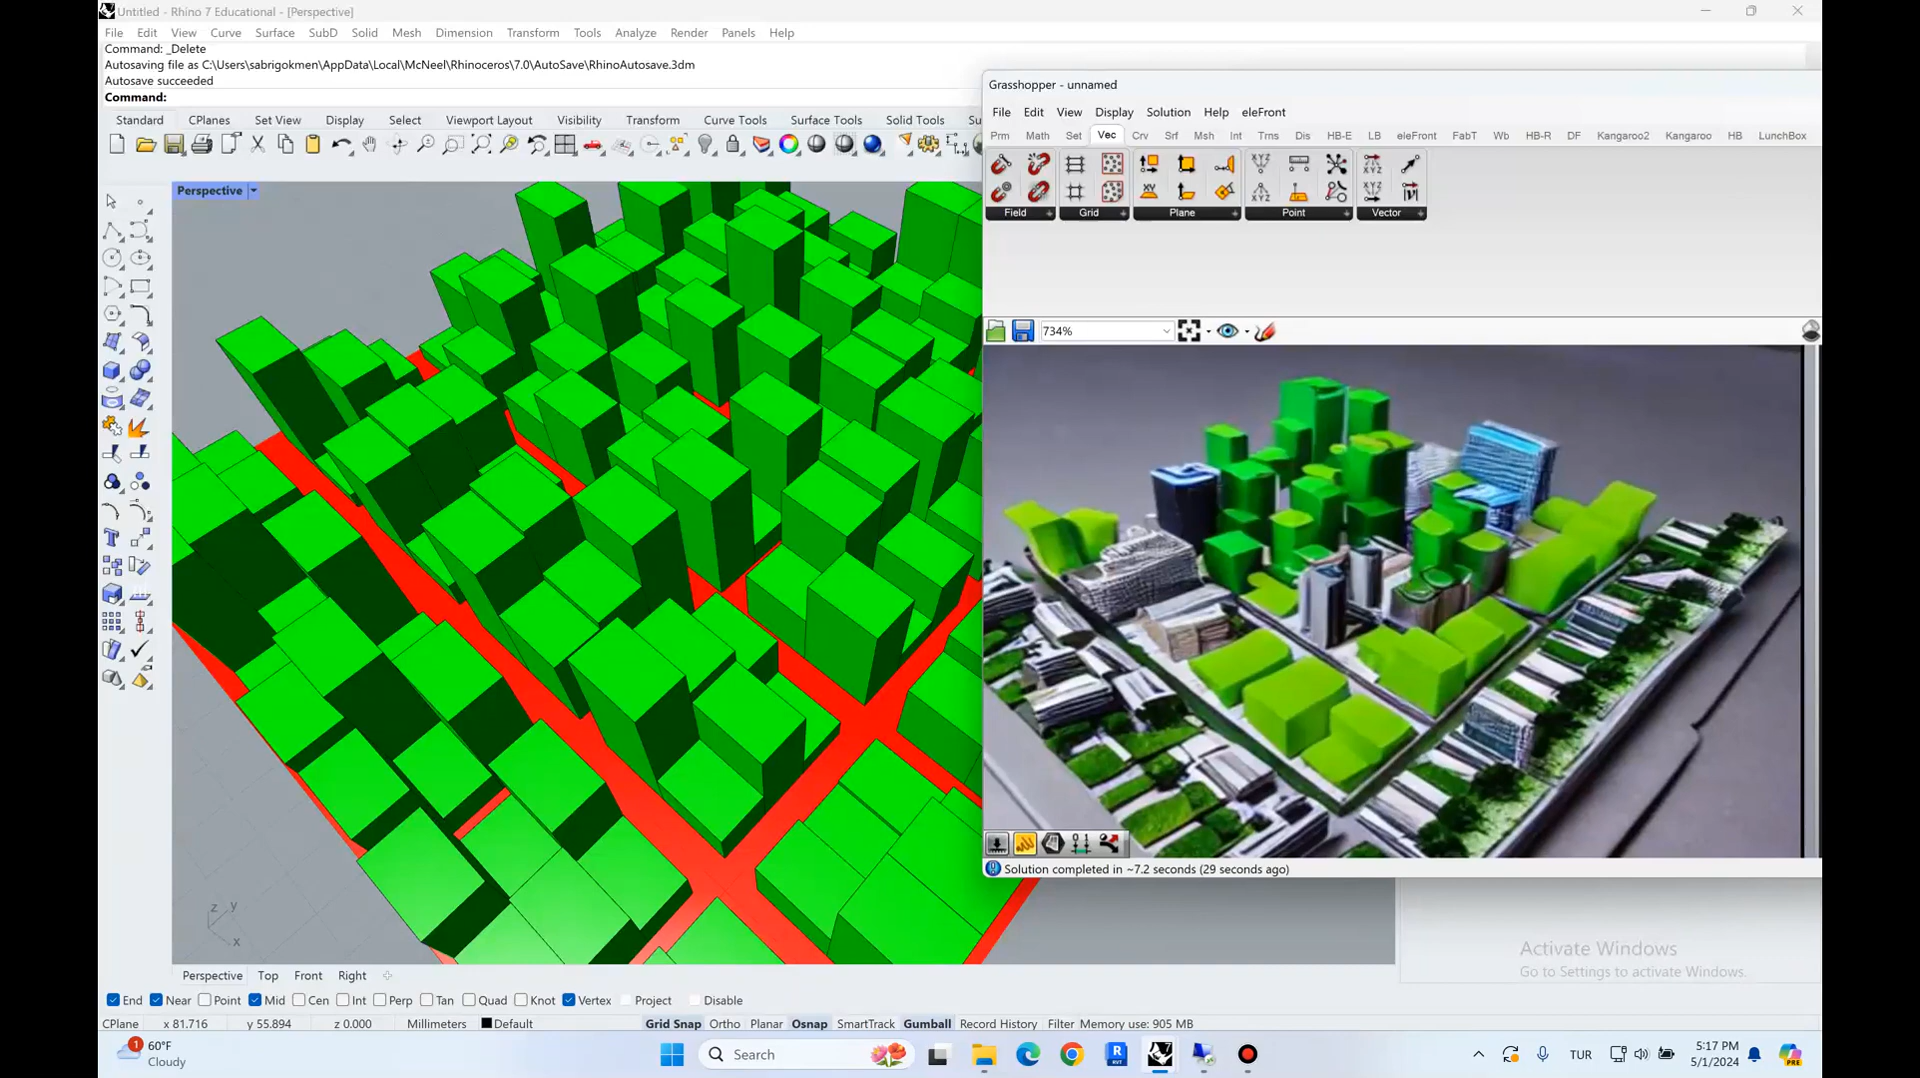 Untitled - Rhino 7 Educational - [Perspective]
File Edit View Curve Surface SubD Solid Mesh Dimension Transform Tools Analyze Render Panels Help
Command: _Delete
Autosaving file as C:\Users\sabrigokmen\AppData\Local\McNeel\Rhinoceros\7.0\AutoSave\RhinoAutosave.3dm
Autosave succeeded
Command:
Standard CPlanes Set View Display Select Viewport Layout Visibility Transform Curve Tools Surface Tools Solid Tools
Perspective
Grasshopper - unnamed
File Edit View Display Solution Help eleFront
Prm Math Set Vec Crv Srf Msh Int Trns Dis HB-E LB eleFront FabT Wb HB-R DF Kangaroo2 Kangaroo HB LunchBox
Field Grid Plane Point Vector
734%
Solution completed in ~7.2 seconds (29 seconds ago)
z y
x
Activate Windows
Go to Settings to activate Windows.
Perspective Top Front Right
End Near Point Mid Cen Int Perp Tan Quad Knot Vertex Project Disable
CPlane x 81.716 y 55.894 z 0.000 Millimeters Default Grid Snap Ortho Planar Osnap SmartTrack Gumball Record History Filter Memory use: 905 MB
1 60°F
Cloudy
Search
TUR
5:17 PM
5/1/2024